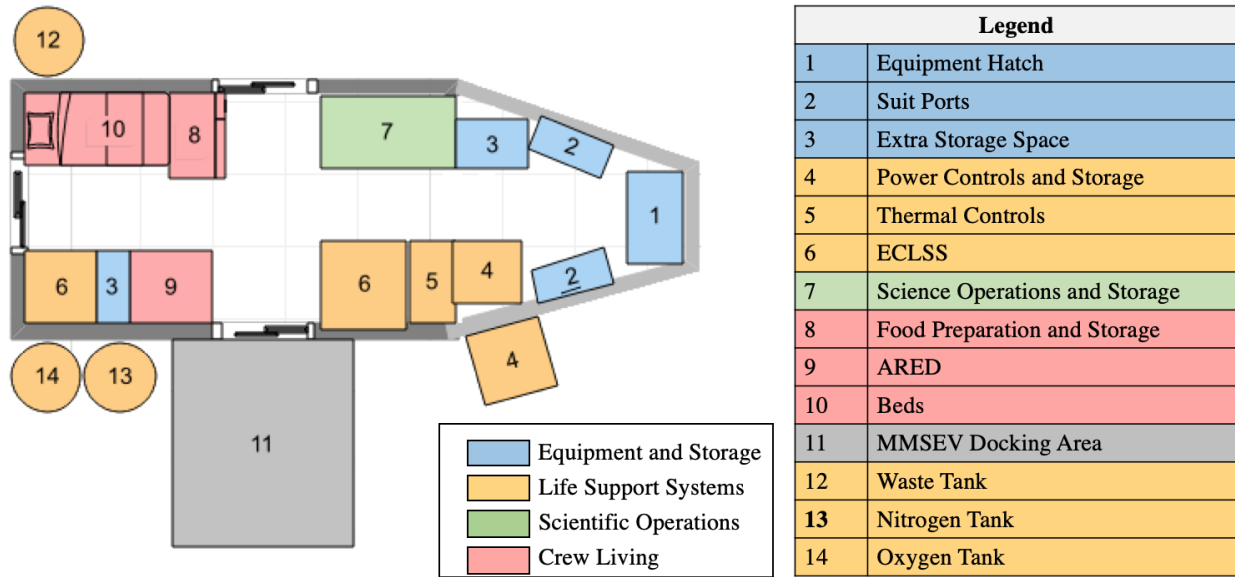 12
10
8
7
3
2
1
6
3
9
6
5
4
2
14
13
4
11
Equipment and Storage
Life Support Systems
Scientific Operations
Crew Living
Legend
1 Equipment Hatch
2 Suit Ports
3 Extra Storage Space
4 Power Controls and Storage
5 Thermal Controls
6 ECLSS
7 Science Operations and Storage
8 Food Preparation and Storage
9 ARED
10 Beds
11 MMSEV Docking Area
12 Waste Tank
13 Nitrogen Tank
14 Oxygen Tank